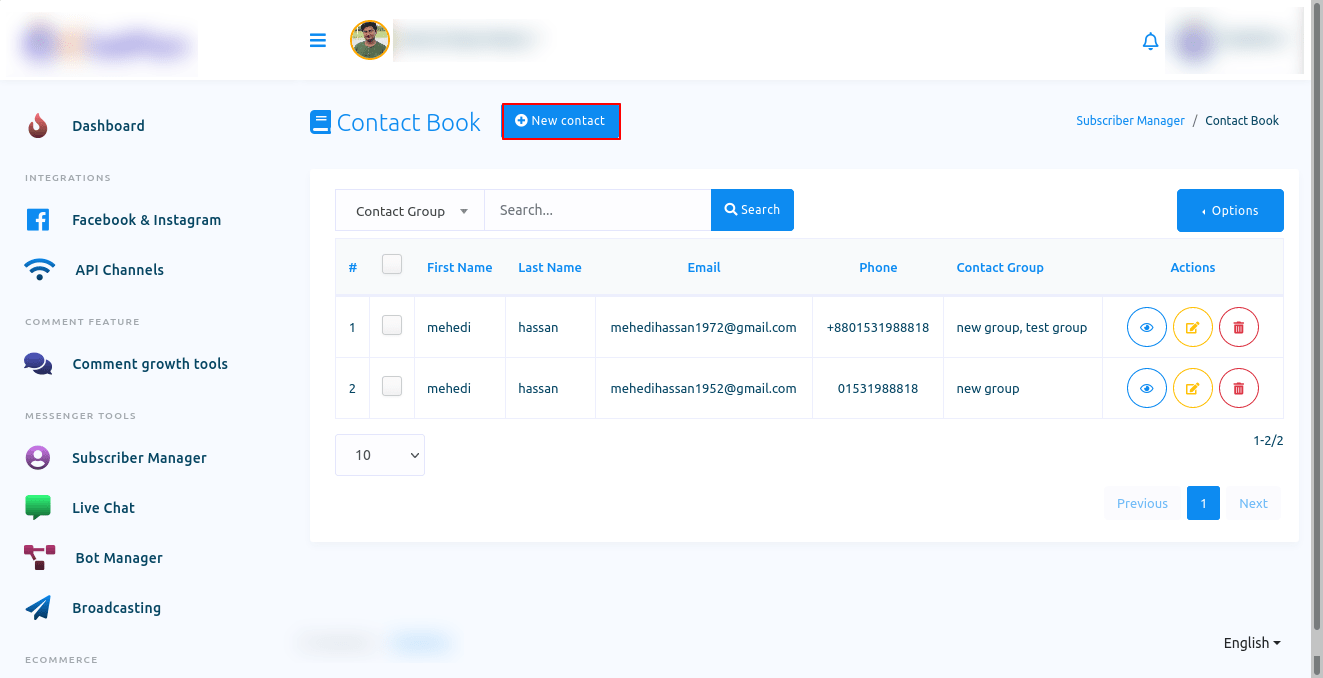 Dashboard
INTEGRATIONS
Facebook & Instagram
API Channels
COMMENT FEATURE
Comment growth tools
MESSENGER TOOLS
Subscriber Manager
Live Chat
Bot Manager
Broadcasting
ECOMMERCE
Contact Book
New contact
Subscriber Manager / Contact Book
Contact Group Search... Search Options
# First Name Last Name Email Phone Contact Group Actions
1 mehedi hassan mehedihassan1972@gmail.com +8801531988818 new group, test group
2 mehedi hassan mehedihassan1952@gmail.com 01531988818 new group
10
1-2/2
Previous 1 Next
English